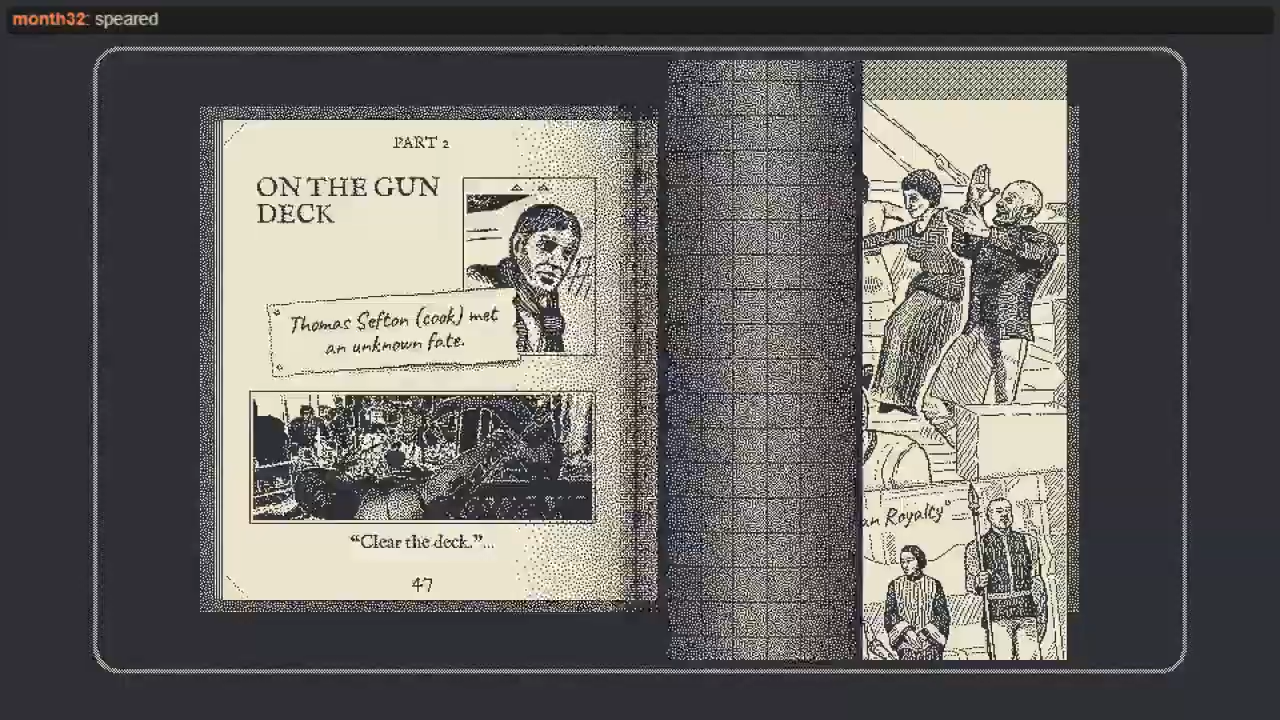 month32: speared
PART 2
ON THE GUN
DECK
Thomas Sefton (cook) met
an unknown fate.
"Clear the deck."...
47
an Royalty"